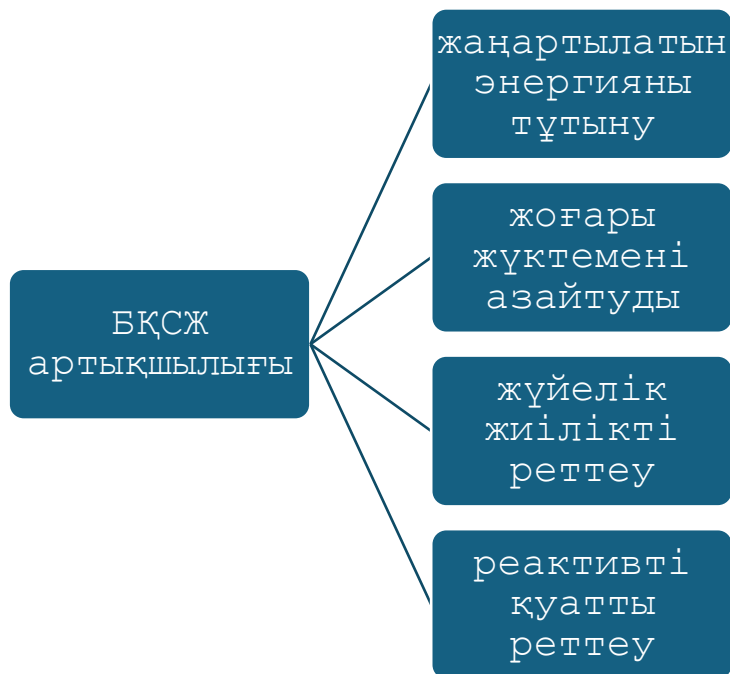 БҚСЖ
артықшылығы
жаңартылатын
энергияны
тұтыну
жоғары
жүктемені
азайтуды
жүйелік
жиілікті
реттеу
реактивті
қуатты
реттеу